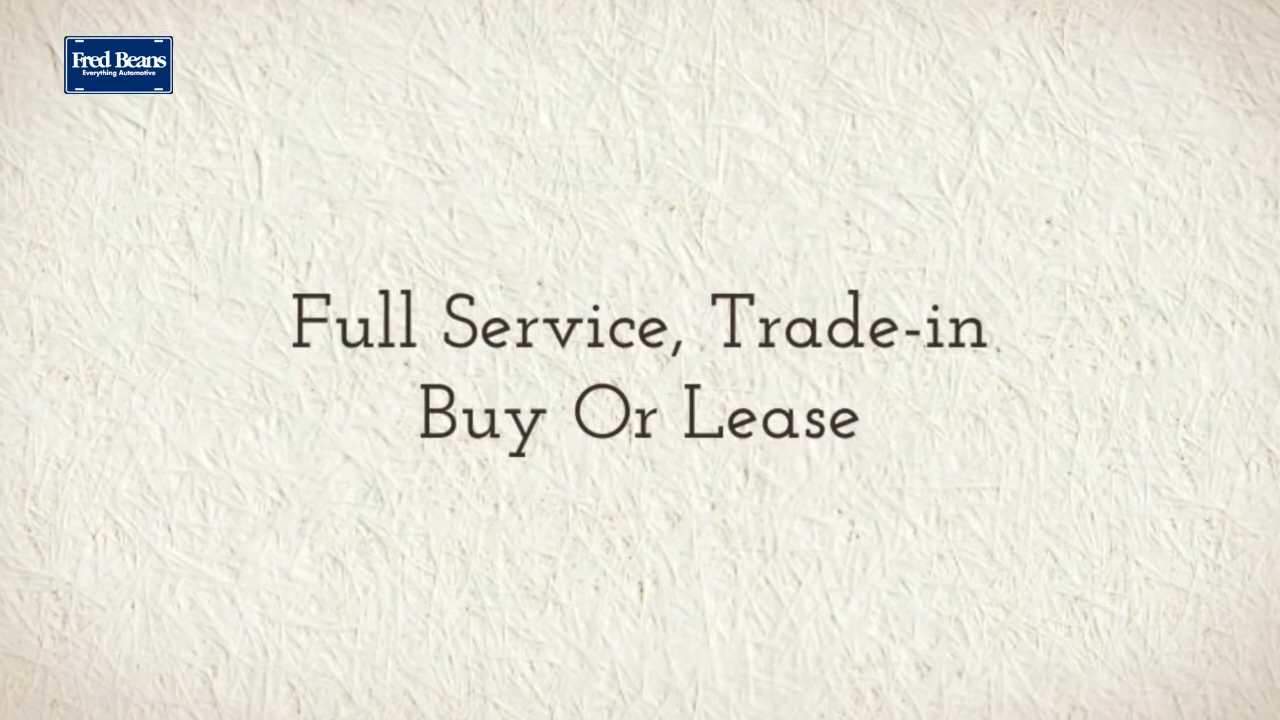 Fred Beans
Everything Automotive
Full Service, Trade-in
Buy Or Lease